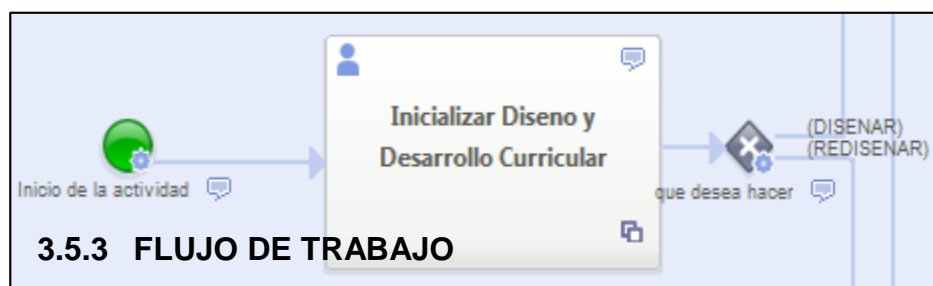 Inicializar Diseno y
Desarrollo Curricular
(DISENAR)
(REDISENAR)
Inicio de la actividad
que desea hacer
3.5.3 FLUJO DE TRABAJO